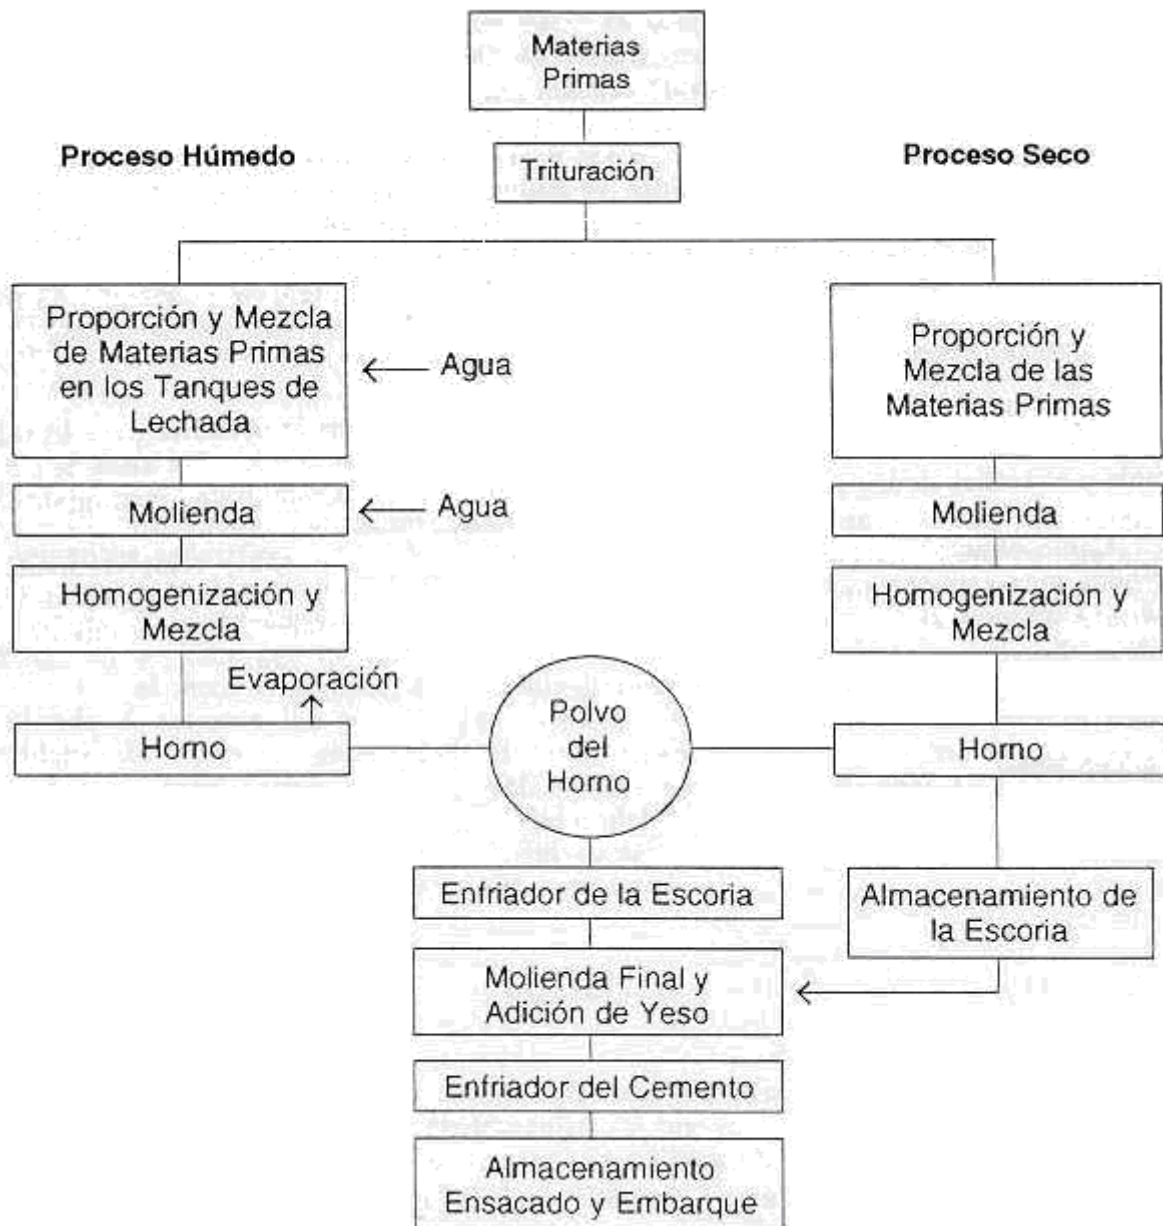 Materias
Primas
Proceso Húmedo
Trituración
Proceso Seco
Proporción y Mezcla
de Materias Primas
en los Tanques de
Lechada
Agua
Proporción y
Mezcla de las
Materias Primas
Molienda
Agua
Molienda
Homogenización y
Mezcla
Homogenización y
Mezcla
Evaporación
Horno
Polvo
del
Horno
Horno
Enfriador de la Escoria
Almacenamiento de
la Escoria
Molienda Final y
Adición de Yeso
Enfriador del Cemento
Almacenamiento
Ensacado y Embarque